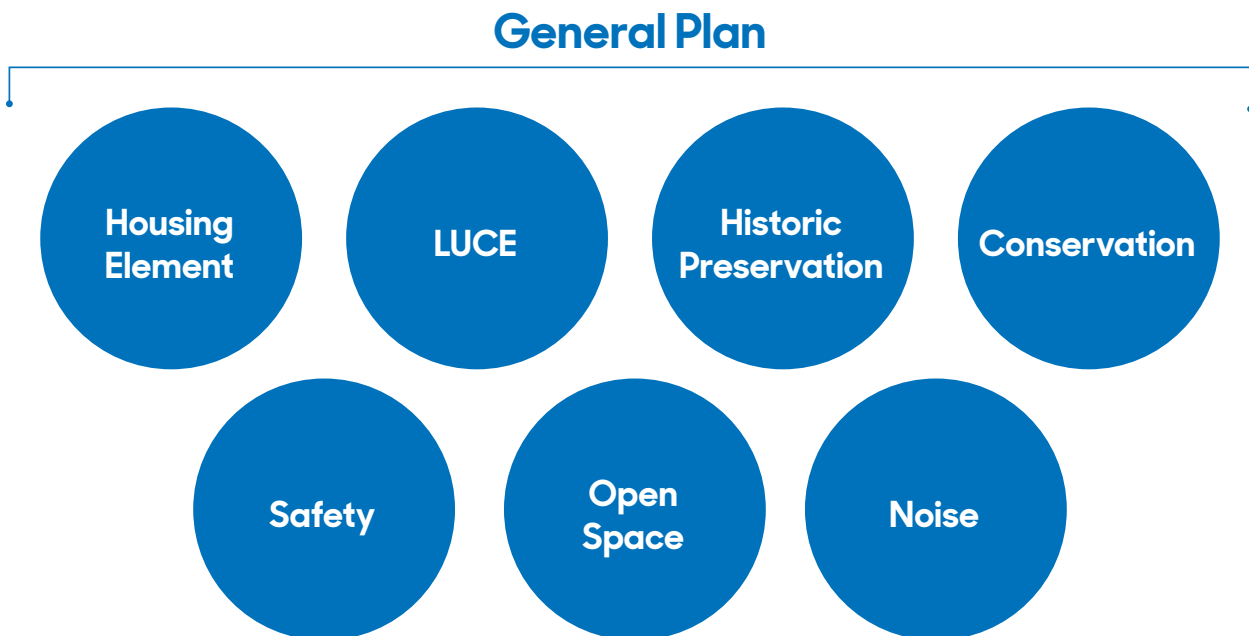 General Plan
Housing
Element
LUCE
Historic
Preservation
Conservation
Safety
Open
Space
Noise